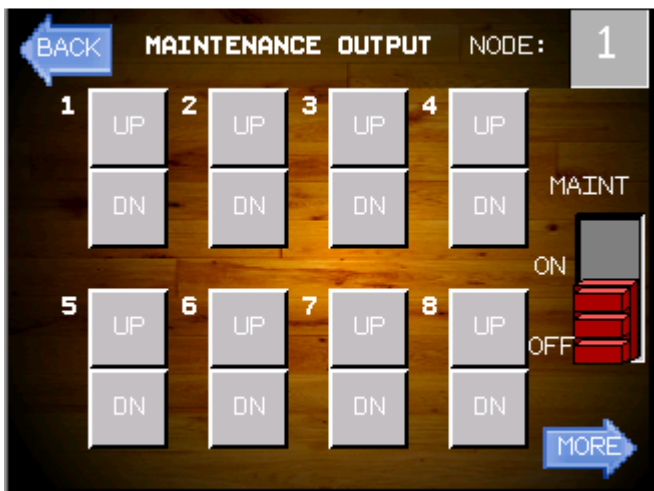 BACK MAINTENANCE OUTPUT NODE: 1
1 UP 2 UP 3 UP 4 UP
DN DN DN DN
MAINT
ON
5 UP 6 UP 7 UP 8 UP
OFF
DN DN DN DN
MORE